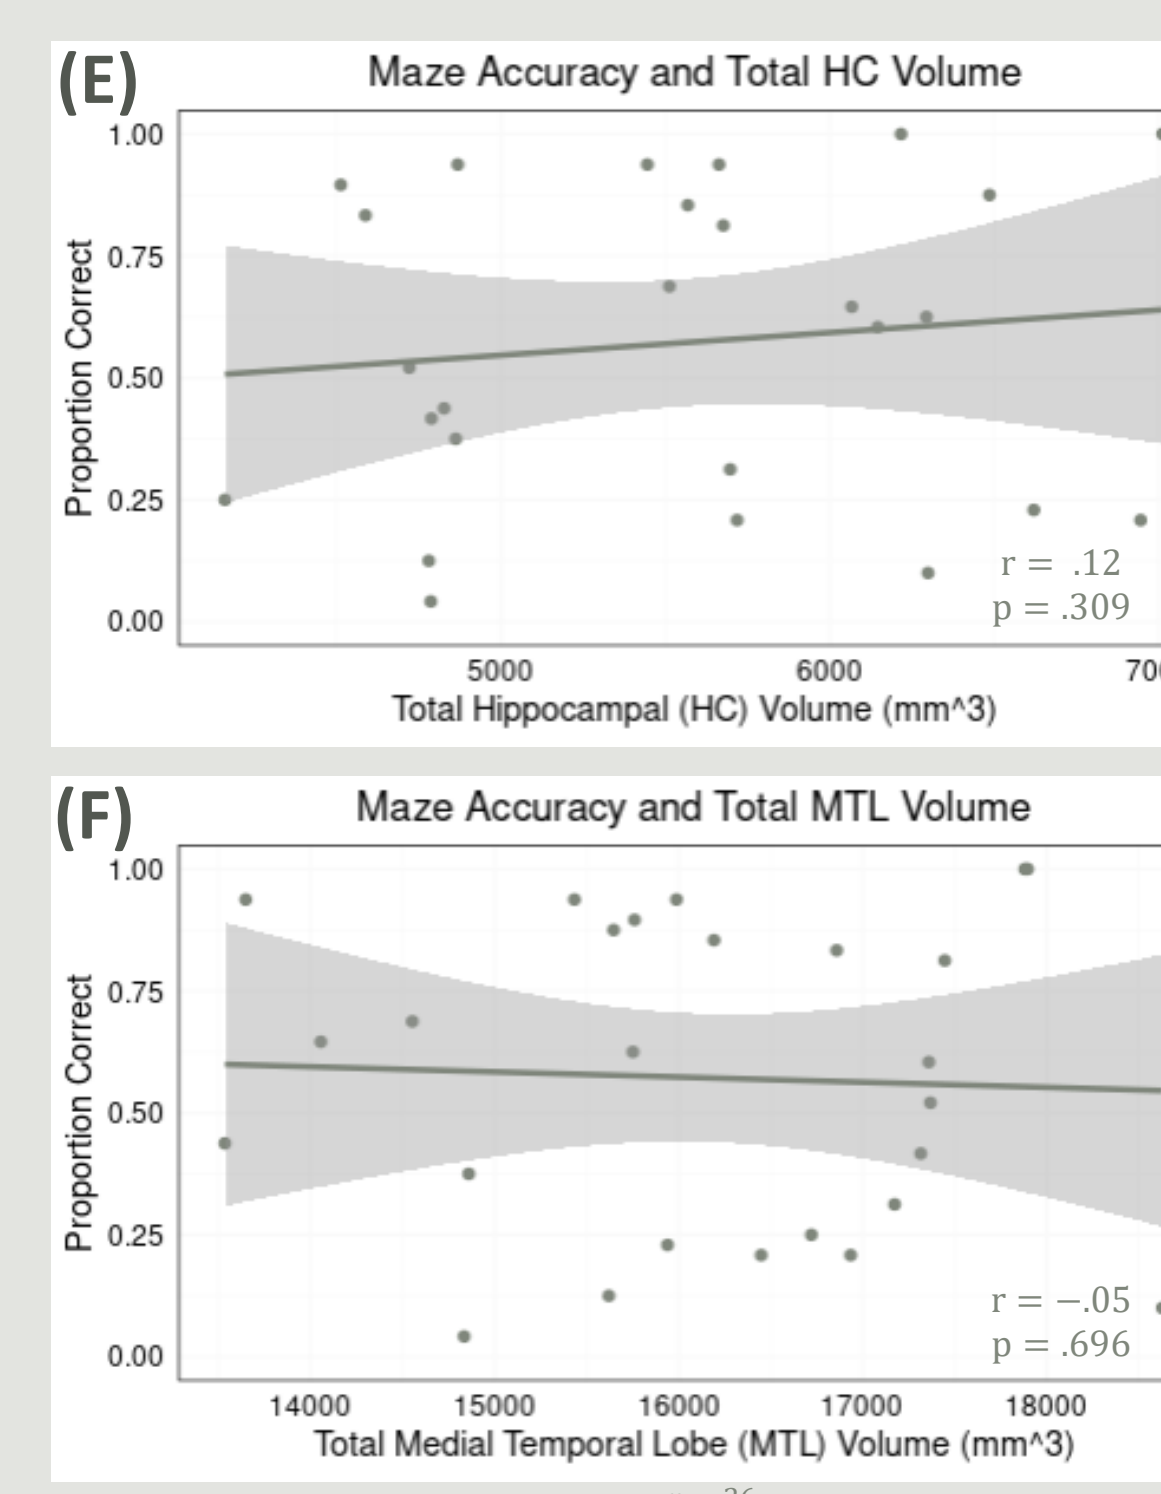 (E)
Maze Accuracy and Total HC Volume
1.00
0.75
0.50
0.25
0.00
Proportion Correct
r = .12
p = .309
5000 6000
Total Hippocampal (HC) Volume (mm^3)
(F)
Maze Accuracy and Total MTL Volume
1.00
0.75
0.50
0.25
0.00
Proportion Correct
r = −.05
p = .696
14000 15000 16000 17000 18000
Total Medial Temporal Lobe (MTL) Volume (mm^3)